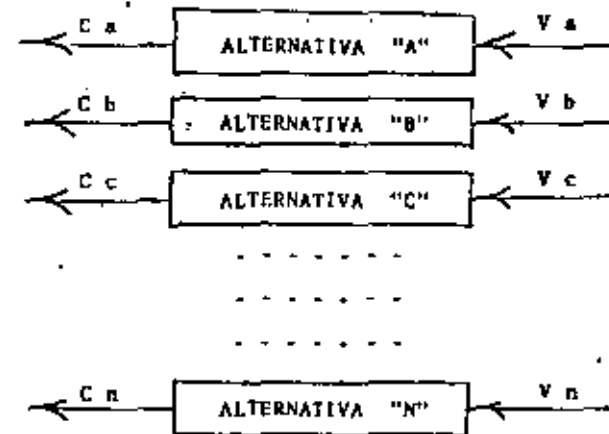 C a ALTERNATIVA "A" V a
C b ALTERNATIVA "B" V b
C c ALTERNATIVA "C" V c
- - - - - - -
- - - - - - -
- - - - - - -
C n ALTERNATIVA "N" V n